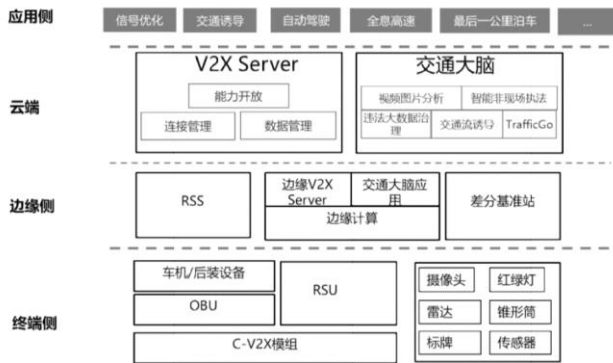 应用侧
信号优化
交通诱导
自动驾驶
全息高速
最后一公里泊车
...
云端
V2X Server
能力开放
连接管理
数据管理
交通大脑
视频图片分析
智能非现场执法
违法大数据治
理
交通流诱导
TrafficGo
边缘侧
RSS
边缘V2X
Server
交通大脑应
用
边缘计算
差分基准站
终端侧
车机/后装设备
OBU
RSU
C-V2X模组
摄像头
红绿灯
雷达
锥形筒
标牌
传感器